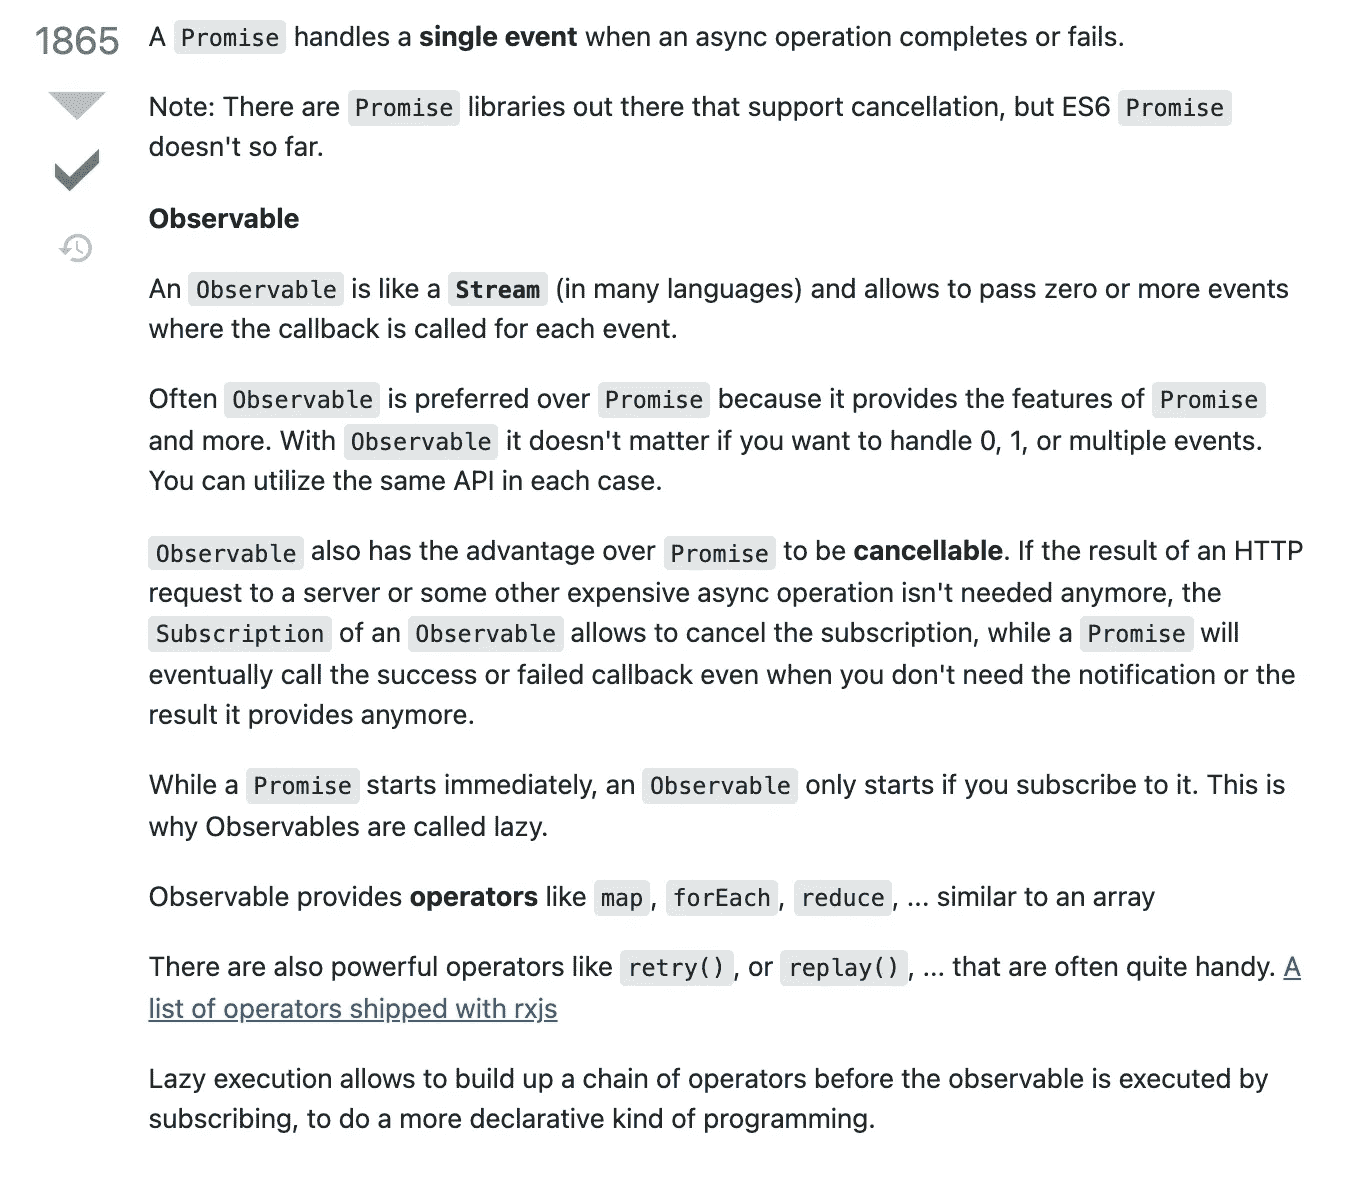 1865
A Promise handles a single event when an async operation completes or fails.
Note: There are Promise libraries out there that support cancellation, but ES6 Promise
doesn't so far.
Observable
An Observable is like a Stream (in many languages) and allows to pass zero or more events
where the callback is called for each event.
Often Observable is preferred over Promise because it provides the features of Promise
and more. With Observable it doesn't matter if you want to handle 0, 1, or multiple events.
You can utilize the same API in each case.
Observable also has the advantage over Promise to be cancellable. If the result of an HTTP
request to a server or some other expensive async operation isn't needed anymore, the
Subscription of an Observable allows to cancel the subscription, while a Promise will
eventually call the success or failed callback even when you don't need the notification or the
result it provides anymore.
While a Promise starts immediately, an Observable only starts if you subscribe to it. This is
why Observables are called lazy.
Observable provides operators like map, forEach, reduce, ... similar to an array
There are also powerful operators like retry(), or replay(), ... that are often quite handy. A
list of operators shipped with rxjs
Lazy execution allows to build up a chain of operators before the observable is executed by
subscribing, to do a more declarative kind of programming.